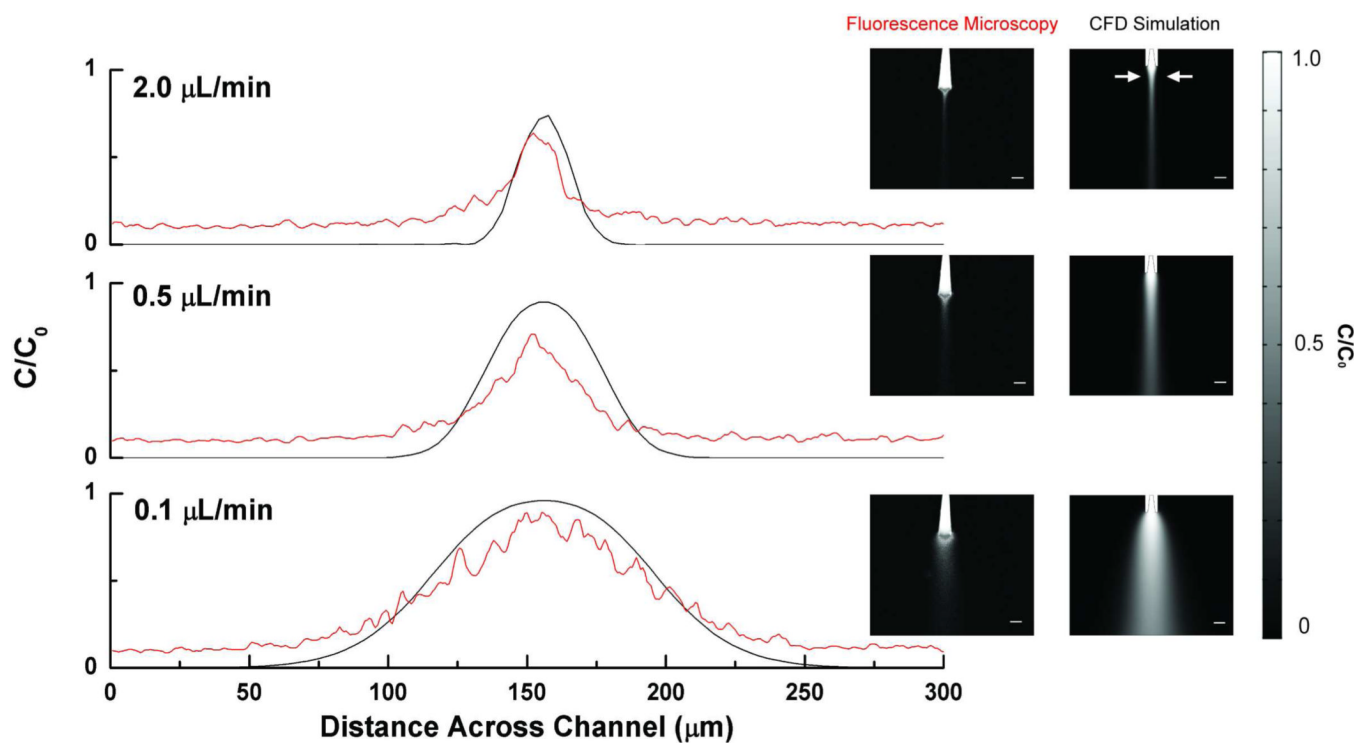 Fluorescence Microscopy CFD Simulation
1 2.0 μL/min 1.0
0
1 0.5 μL/min
C/C0 0.5 C/C0
0
1 0.1 μL/min
0
0
0 50 100 150 200 250 300
Distance Across Channel (μm)